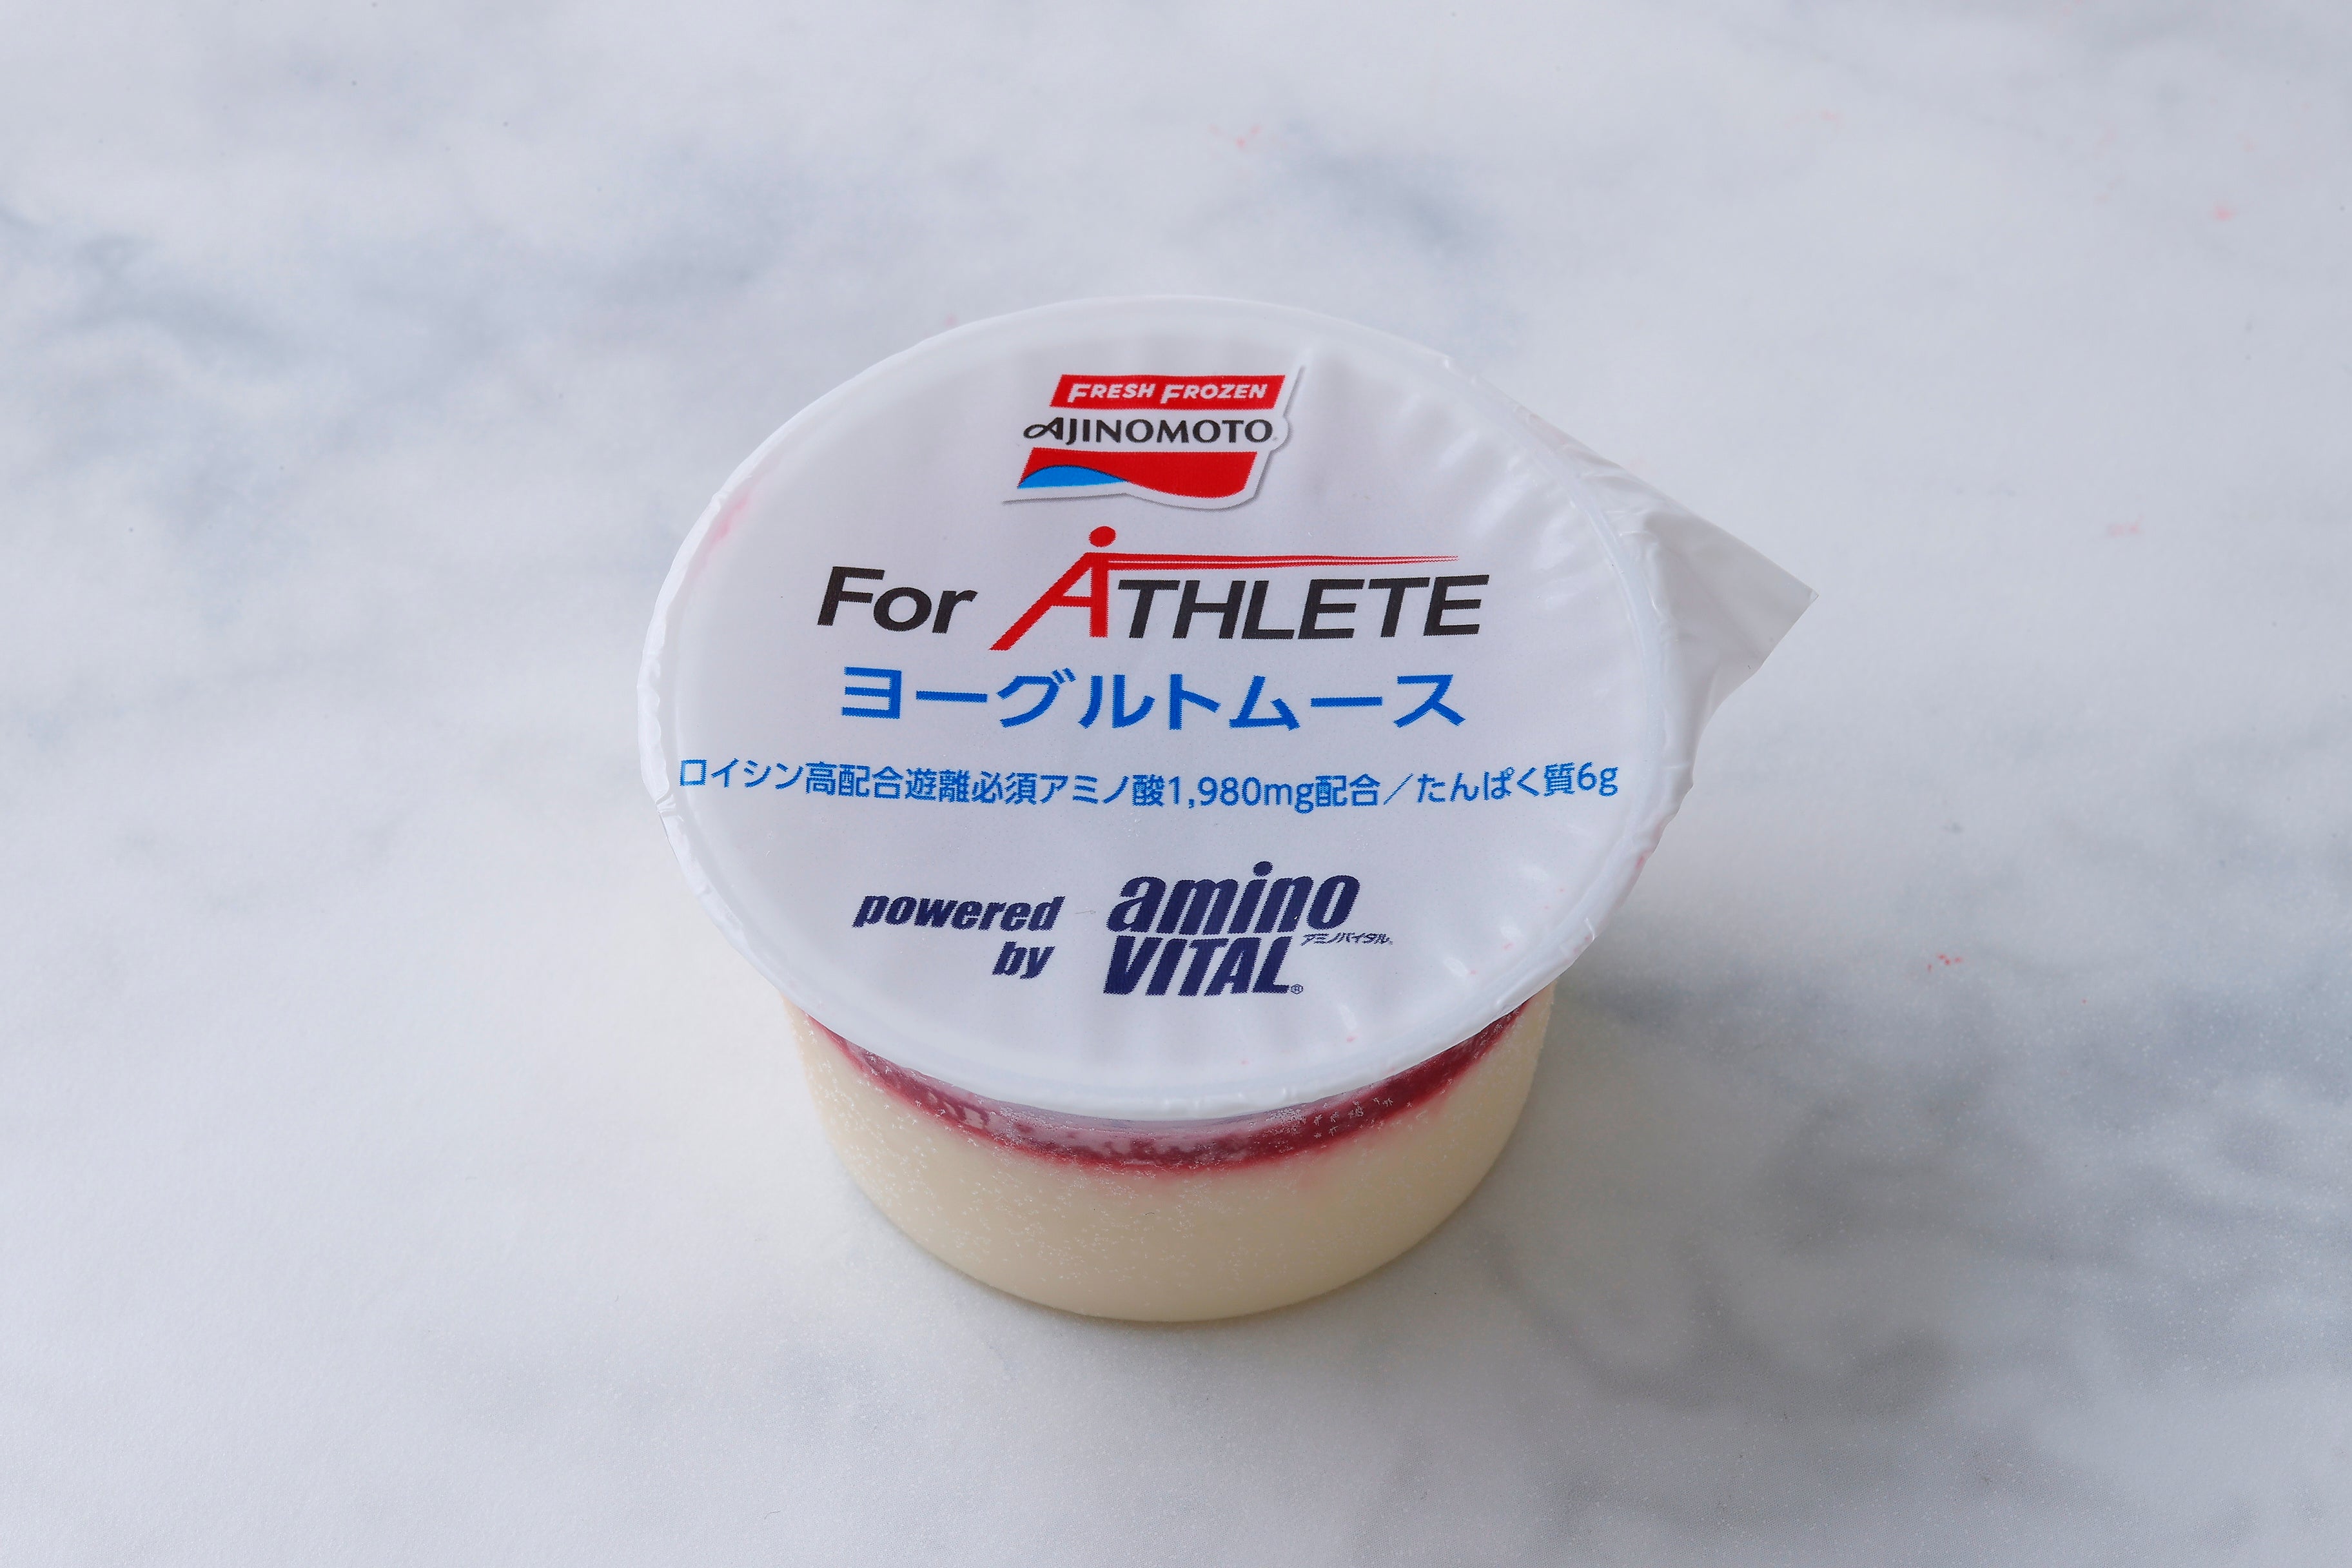 FRESH FROZEN
AJINOMOTO
For ATHLETE
ヨーグルトムース
ロイシン高配合遊離必須アミノ酸1,980mg配合／たんぱく質6g
powered
by
amino
VITAL®
アミノバイタル®